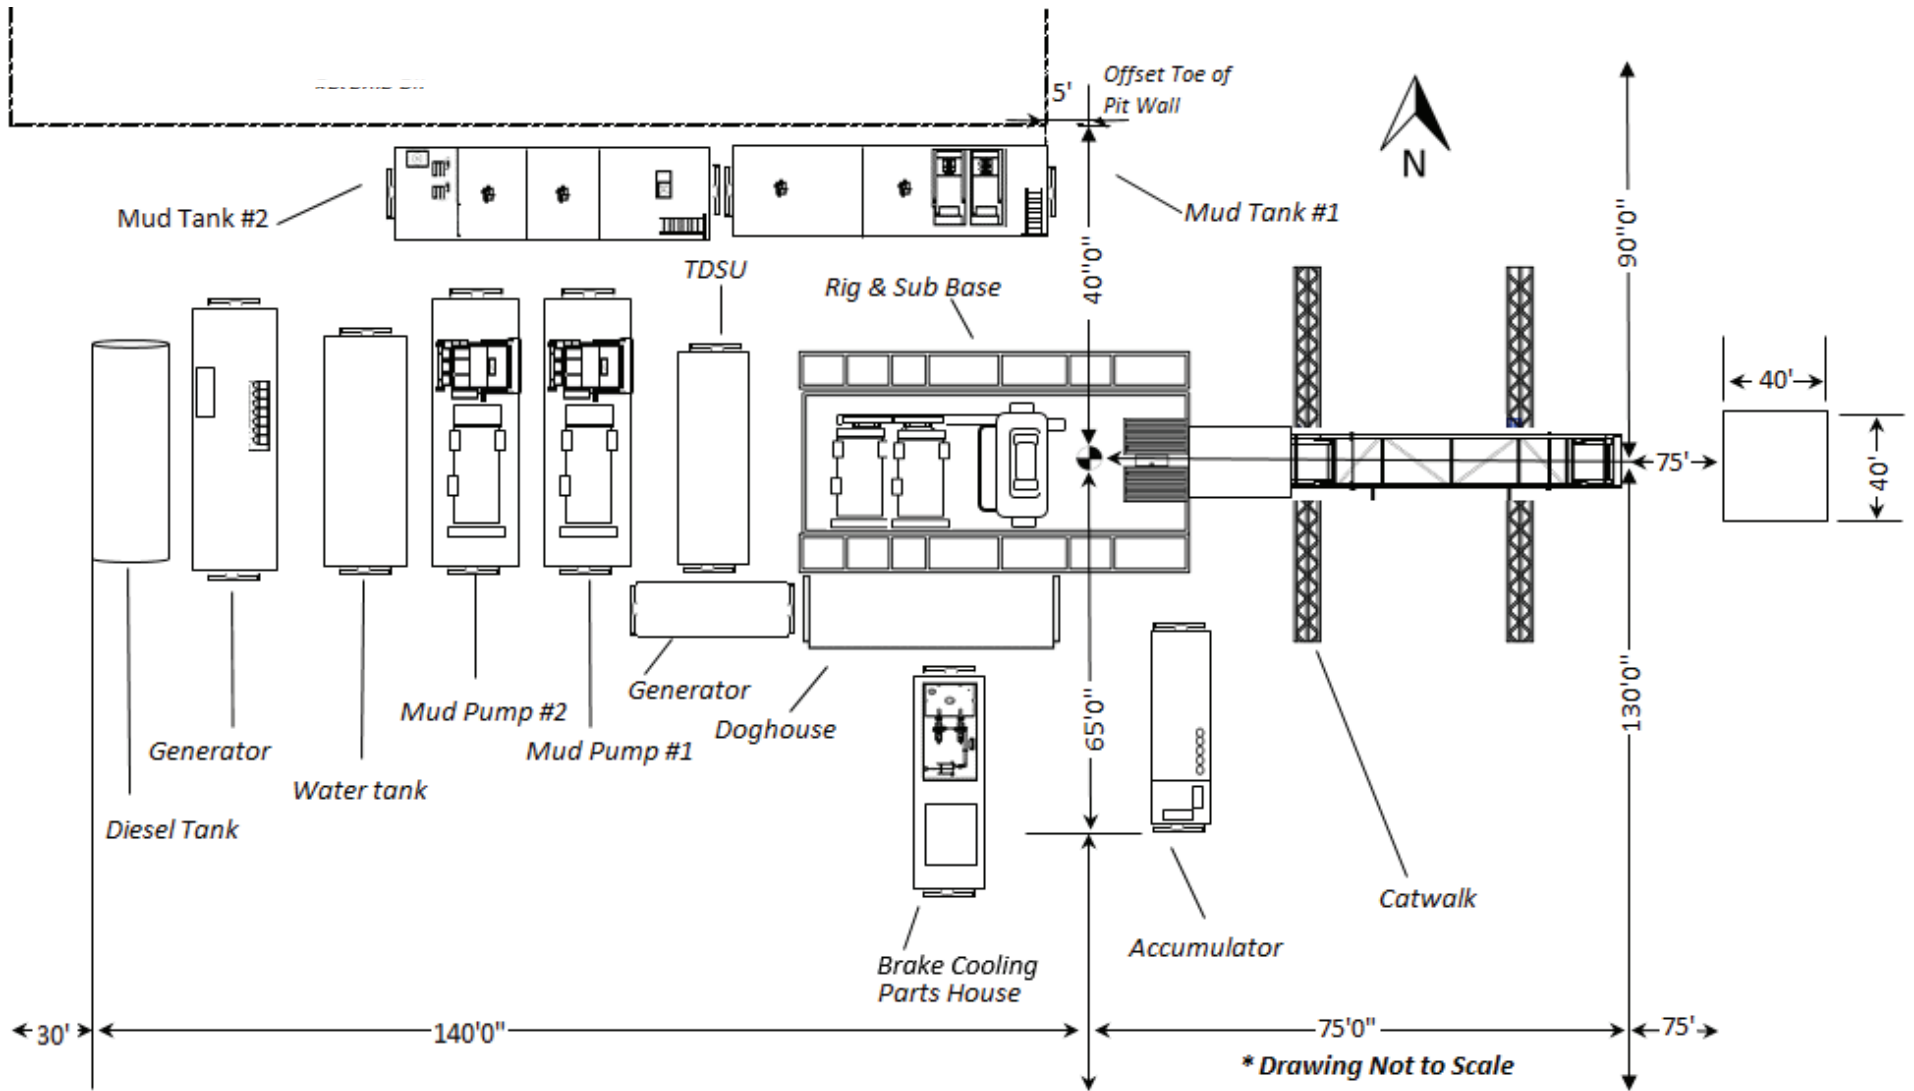 Offset Toe of
5'
Pit Wall
N
Mud Tank #2
Mud Tank #1
90"0"
TDSU
Rig & Sub Base
40"0"
40'
75'
40'
Generator
Mud Pump #2
Doghouse
65'0"
130'0"
Generator
Mud Pump #1
Water tank
Diesel Tank
Catwalk
Accumulator
Brake Cooling
Parts House
30'
140'0"
75'0"
75'
* Drawing Not to Scale